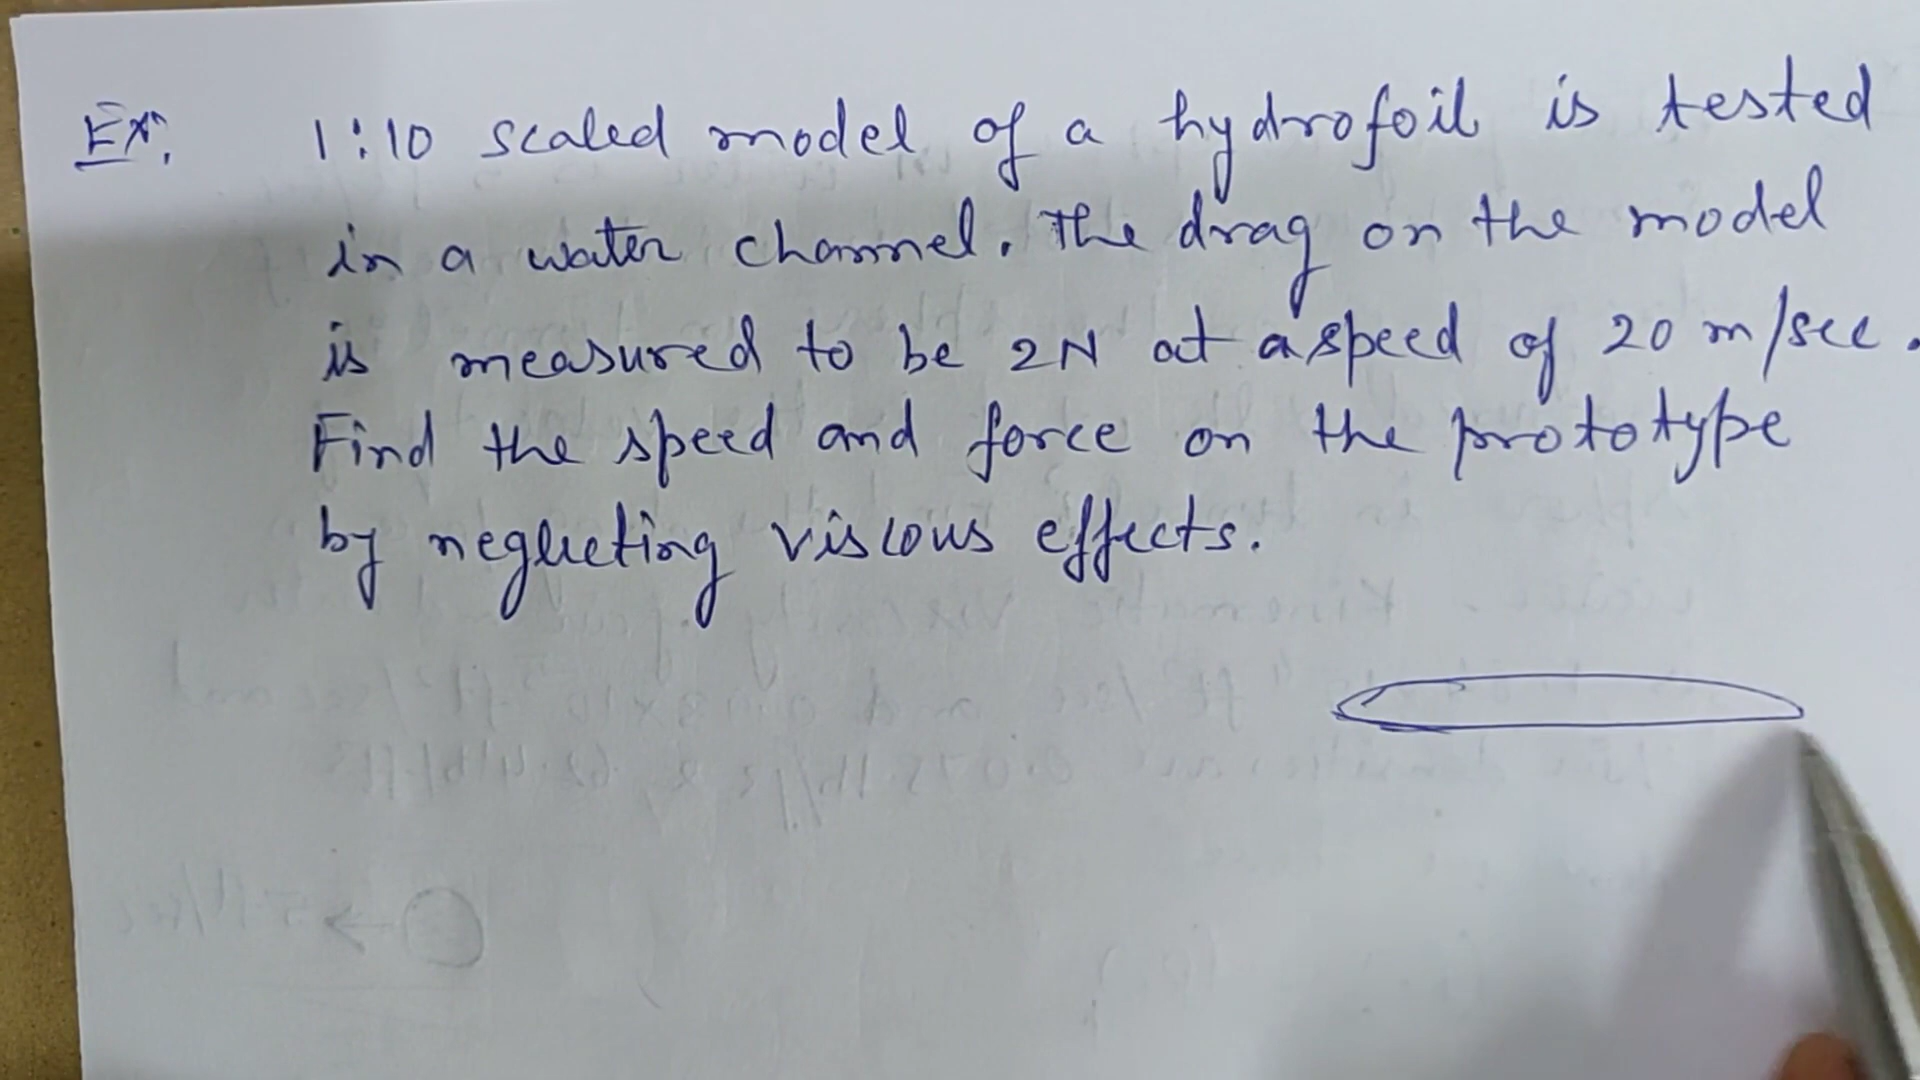 Exn. 1:10 scaled model of a hydrofoil is tested
in a water channel. The drag on the model
is measured to be 2N at a speed of 20 m/sec.
Find the speed and force on the prototype
by neglecting viscous effects.